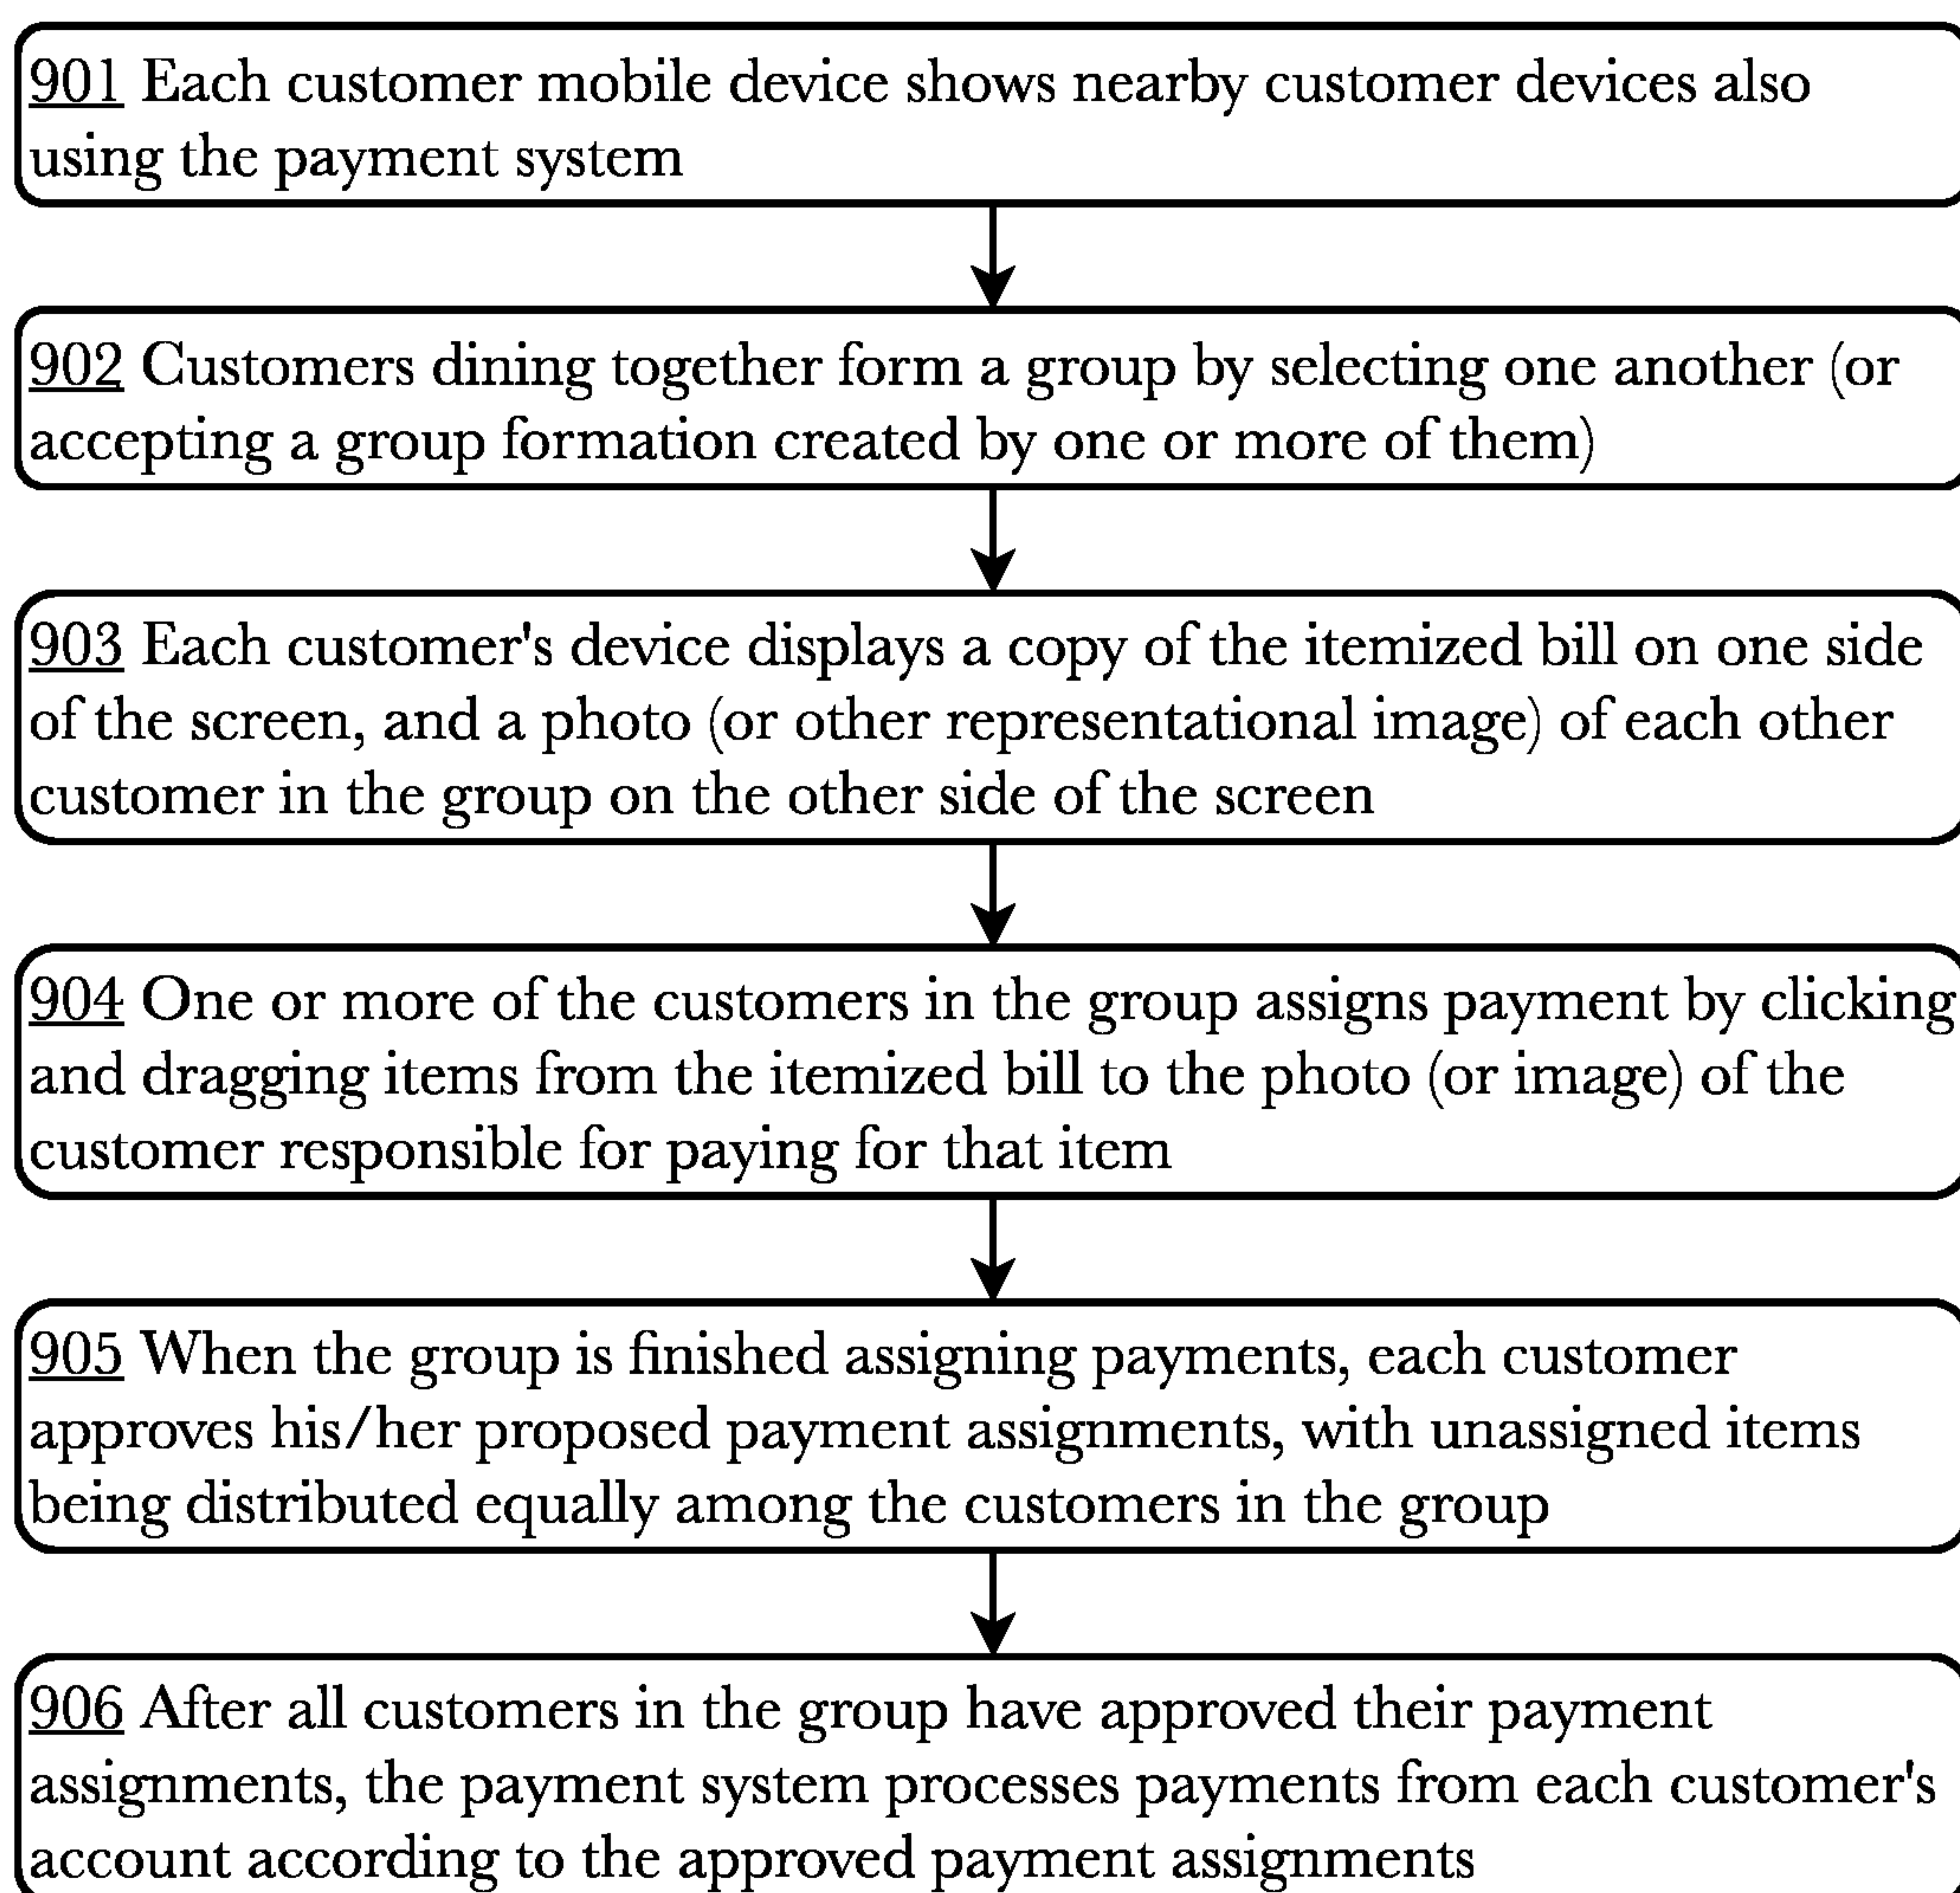 901 Each customer mobile device shows nearby customer devices also
using the payment system
902 Customers dining together form a group by selecting one another (or
accepting a group formation created by one or more of them)
903 Each customer's device displays a copy of the itemized bill on one side
of the screen, and a photo (or other representational image) of each other
customer in the group on the other side of the screen
904 One or more of the customers in the group assigns payment by clicking
and dragging items from the itemized bill to the photo (or image) of the
customer responsible for paying for that item
905 When the group is finished assigning payments, each customer
approves his/her proposed payment assignments, with unassigned items
being distributed equally among the customers in the group
906 After all customers in the group have approved their payment
assignments, the payment system processes payments from each customer's
account according to the approved payment assignments